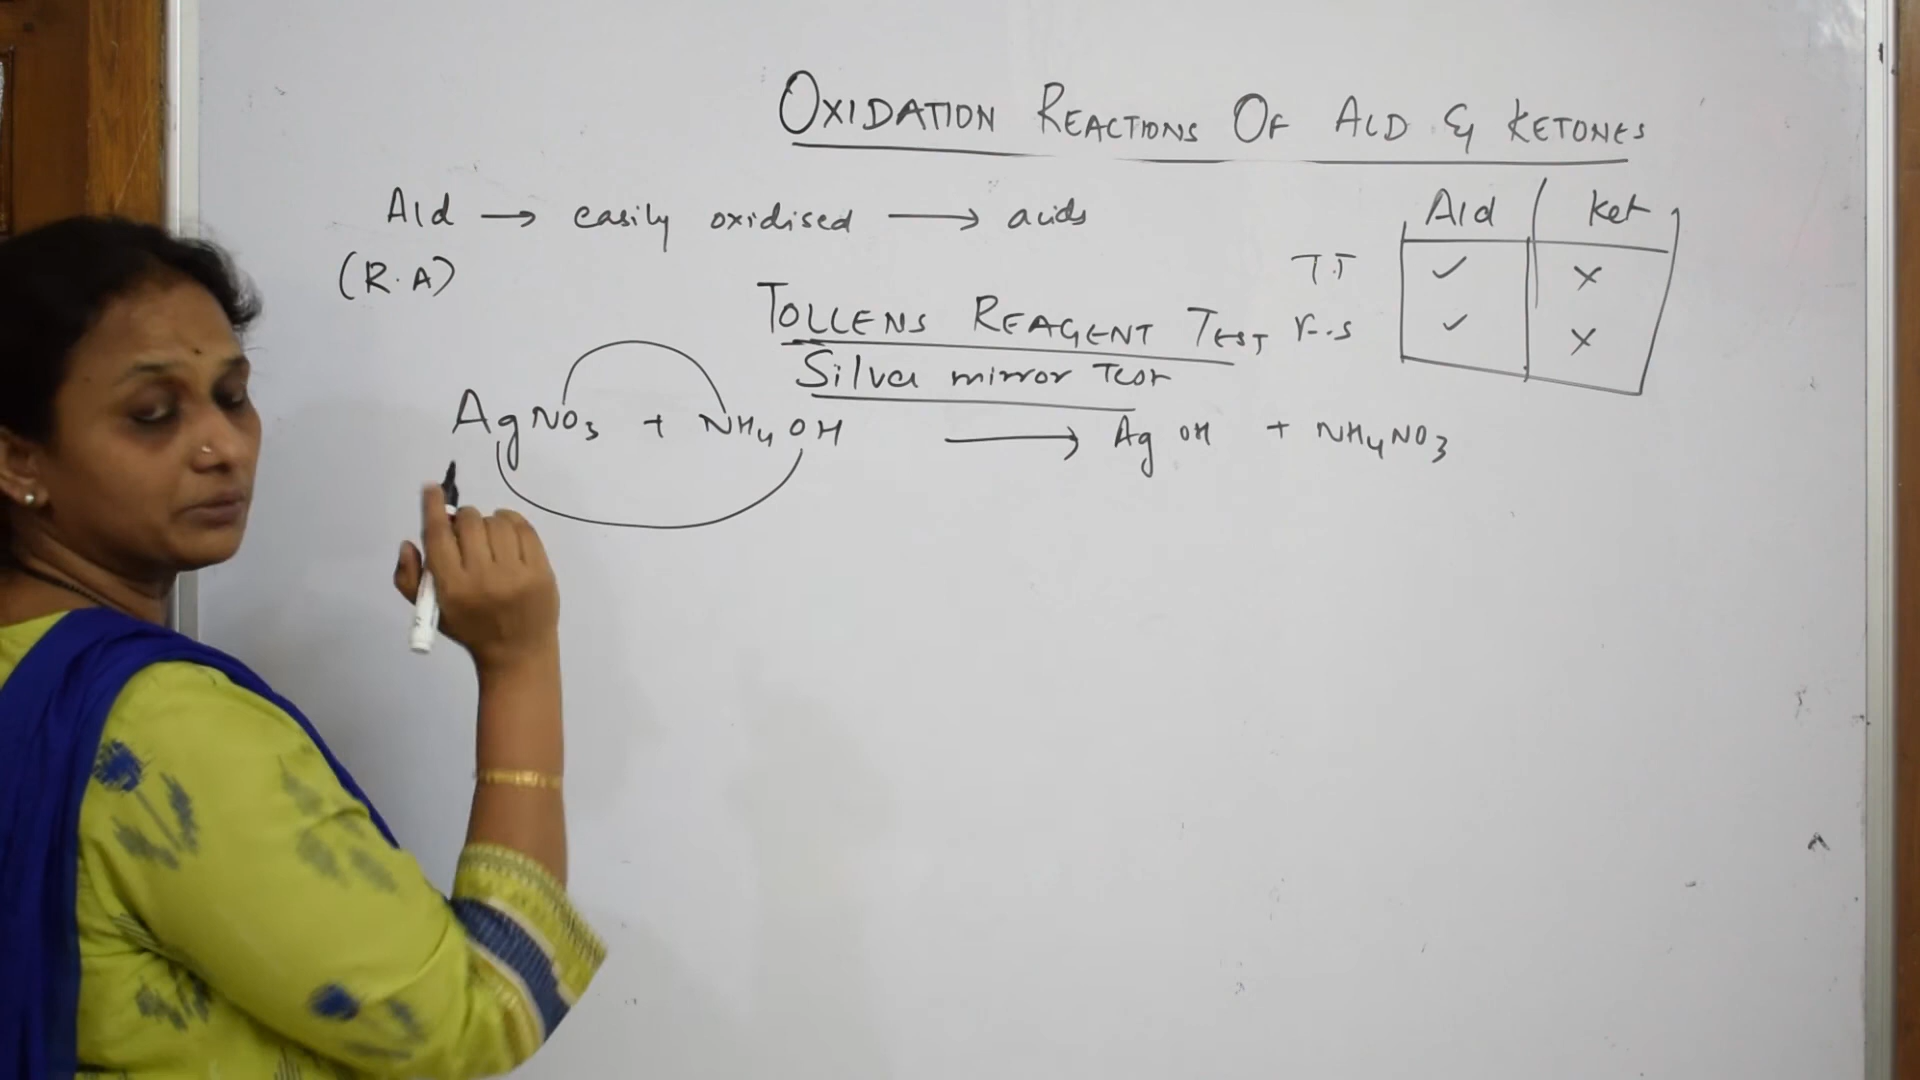 OXIDATION REACTIONS OF ALD & KETONES
Ald → easily oxidised → acids
(R.A)
Ald Ket
T.T ✓ ×
F.S ✓ ×
TOLLENS REAGENT TEST
Silver mirror Test
AgNO3 + NH4OH → AgOH + NH4NO3